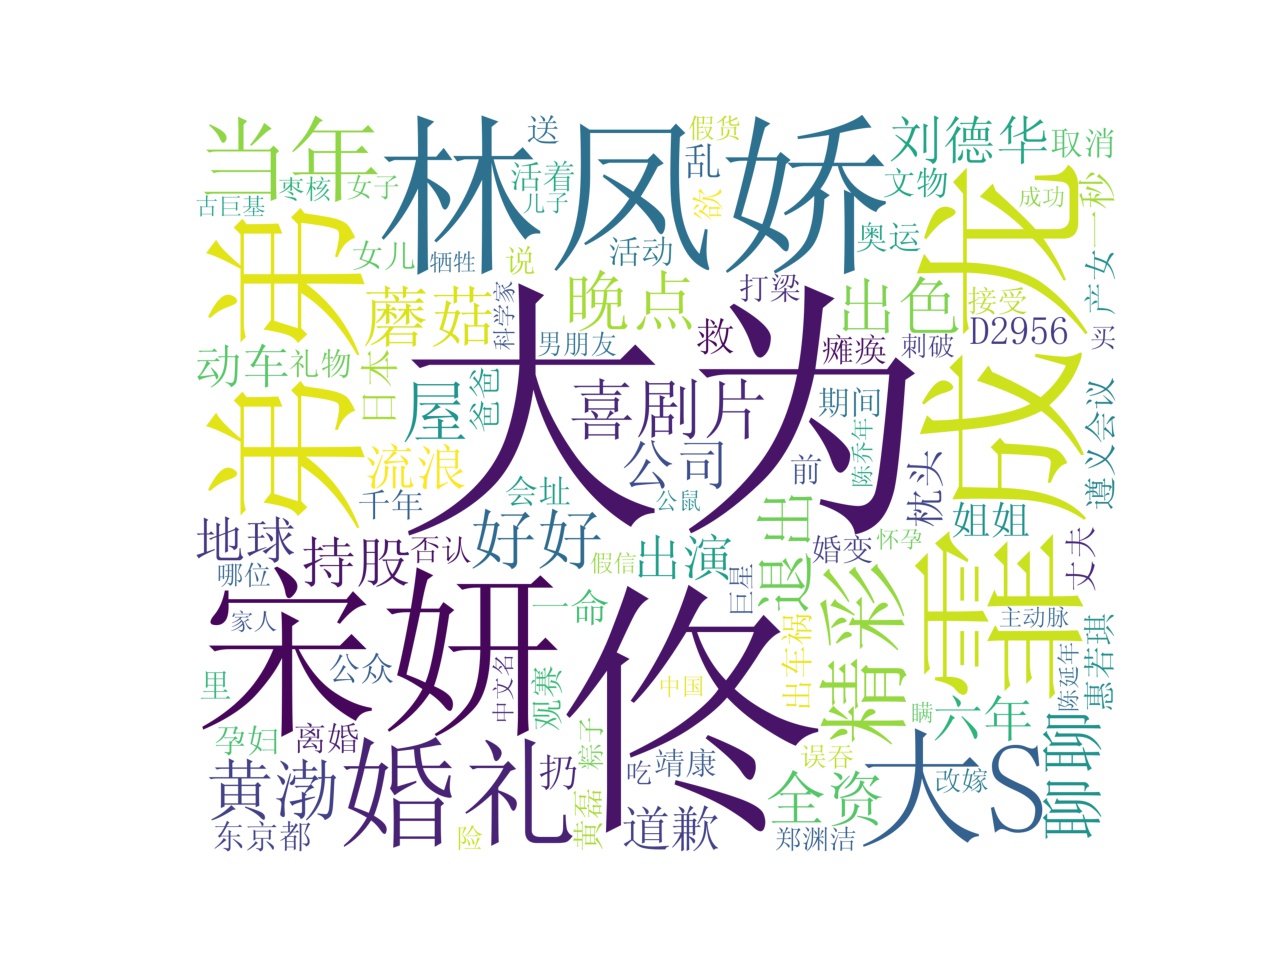 当年
林凤娇
送
假货
乱
刘德华
取消
枣核
女子
古巨基
活着
儿子
欲
文物
成龙
成功
一秒
弟弟
女儿
牺牲
说
活动
奥运
产女
蘑菇
科学家
晚点
打梁
出色
接受
D2956
买
动车
礼物
日本
大为
男朋友
救
瘫痪
刺破
屋
爸爸
喜剧片
期间
陈乔年
遵义会议
流浪
公司
前
枕头
千年
会址
公鼠
姐姐
地球
持股
否认
好好
假信
出演
退出
婚变
怀孕
丈夫
哪位
宋妍霏
家人
一命
佟
巨星
精彩
主动脉
里
公众
中文名
观赛
中国
出车祸
陈延年
惠若琪
孕妇
离婚
粽子
瞒
六年
黄渤
婚礼
扔
吃
靖康
误吞
大S
改嫁
聊聊
东京都
险
黄磊
道歉
全资
郑渊洁